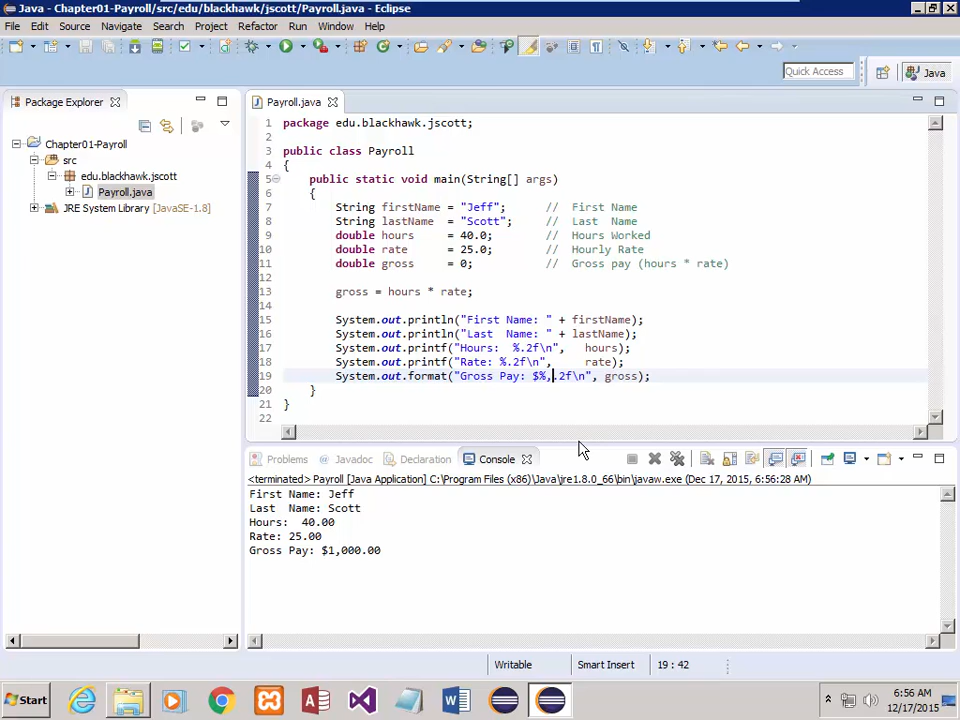 Java - Chapter01-Payroll/src/edu/blackhawk/jscott/Payroll.java - Eclipse
File Edit Source Refactor Navigate Search Project Run Window Help
Quick Access
Java
Package Explorer
Payroll.java
Chapter01-Payroll
src
edu.blackhawk.jscott
Payroll.java
JRE System Library [JavaSE-1.8]
1 package edu.blackhawk.jscott;
2
3 public class Payroll
4 {
5 public static void main(String[] args)
6 {
7 String firstName = "Jeff"; // First Name
8 String lastName = "Scott"; // Last Name
9 double hours = 40.0; // Hours Worked
10 double rate = 25.0; // Hourly Rate
11 double gross = 0; // Gross pay (hours * rate)
12
13 gross = hours * rate;
14
15 System.out.println("First Name: " + firstName);
16 System.out.println("Last  Name: " + lastName);
17 System.out.printf("Hours:  %.2f\n", hours);
18 System.out.printf("Rate: %.2f\n", rate);
19 System.out.format("Gross Pay: $%,.2f\n", gross);
20 }
21 }
22
Problems Javadoc Declaration Console
<terminated> Payroll [Java Application] C:\Program Files (x86)\Java\jre1.8.0_66\bin\javaw.exe (Dec 17, 2015, 6:56:28 AM)
First Name: Jeff
Last  Name: Scott
Hours:  40.00
Rate: 25.00
Gross Pay: $1,000.00
Writable Smart Insert 19 : 42
Start
6:56 AM
12/17/2015